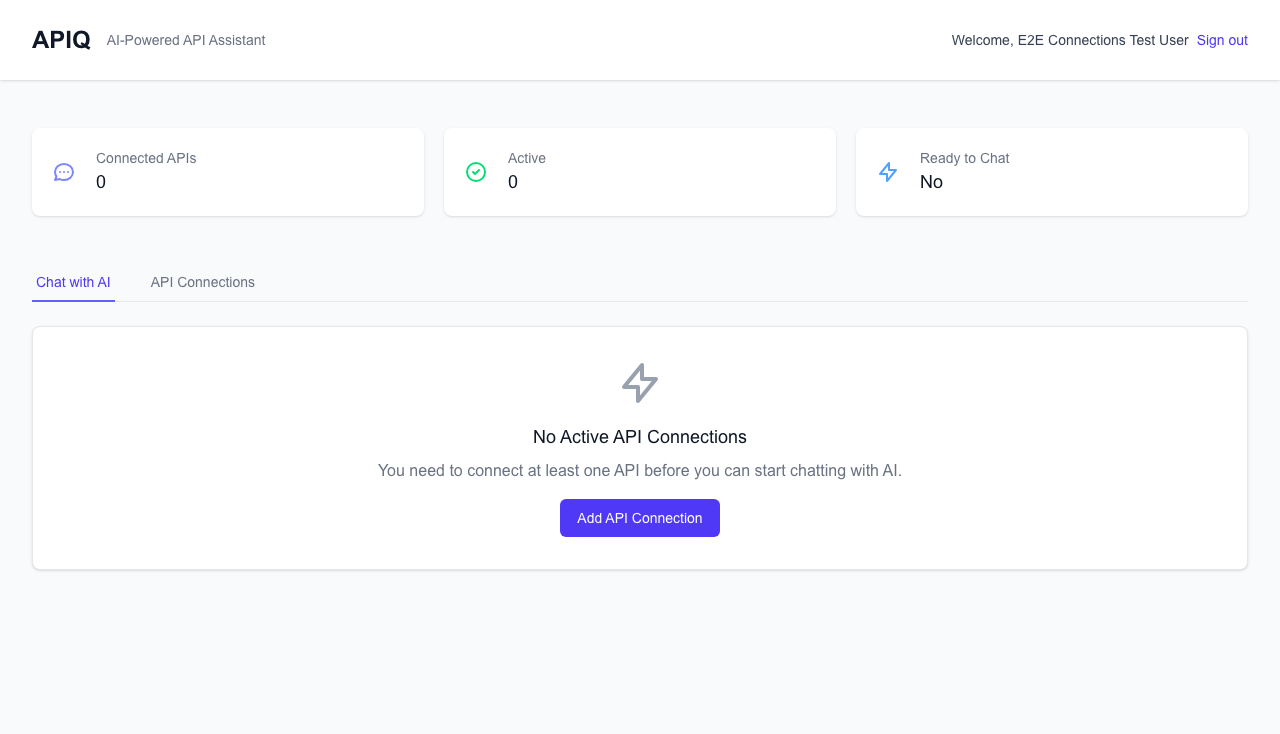 APIQ AI-Powered API Assistant Welcome, E2E Connections Test User Sign out
Connected APIs
0
Active
0
Ready to Chat
No
Chat with AI API Connections
No Active API Connections
You need to connect at least one API before you can start chatting with AI.
Add API Connection